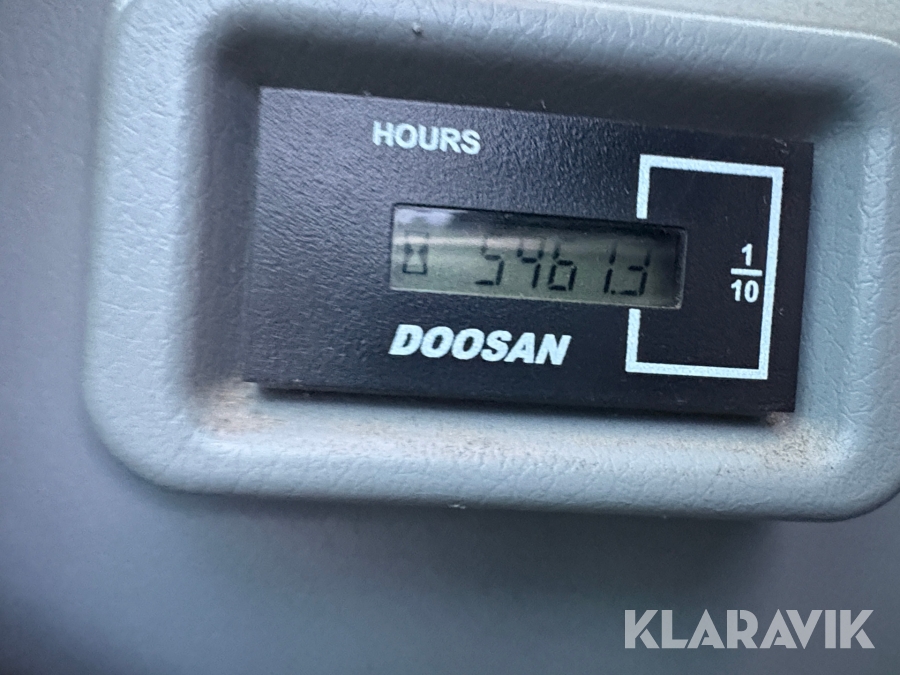 HOURS
5461.3
1
10
DOOSAN
KLARAVIK